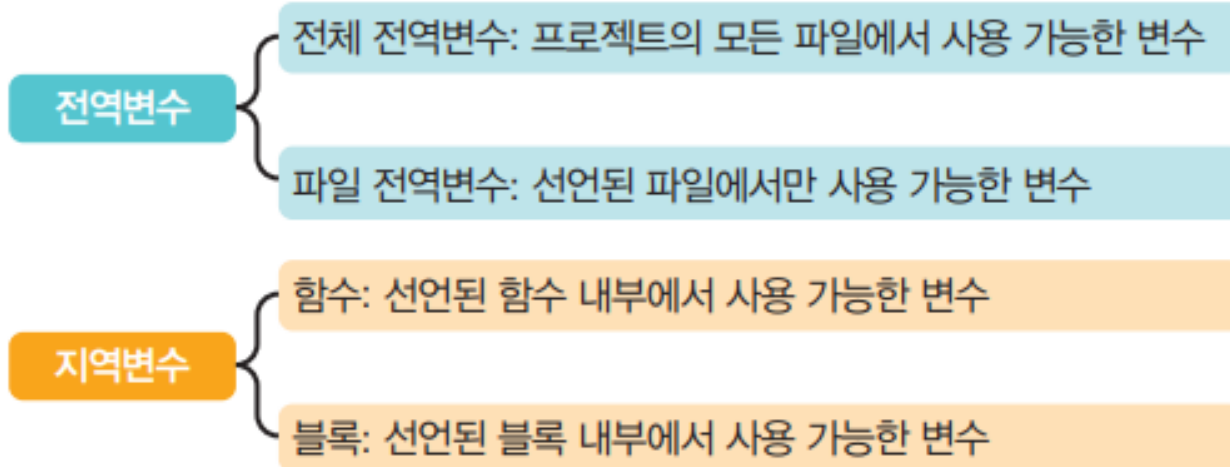 전역변수
전체 전역변수: 프로젝트의 모든 파일에서 사용 가능한 변수
파일 전역변수: 선언된 파일에서만 사용 가능한 변수
지역변수
함수: 선언된 함수 내부에서 사용 가능한 변수
블록: 선언된 블록 내부에서 사용 가능한 변수